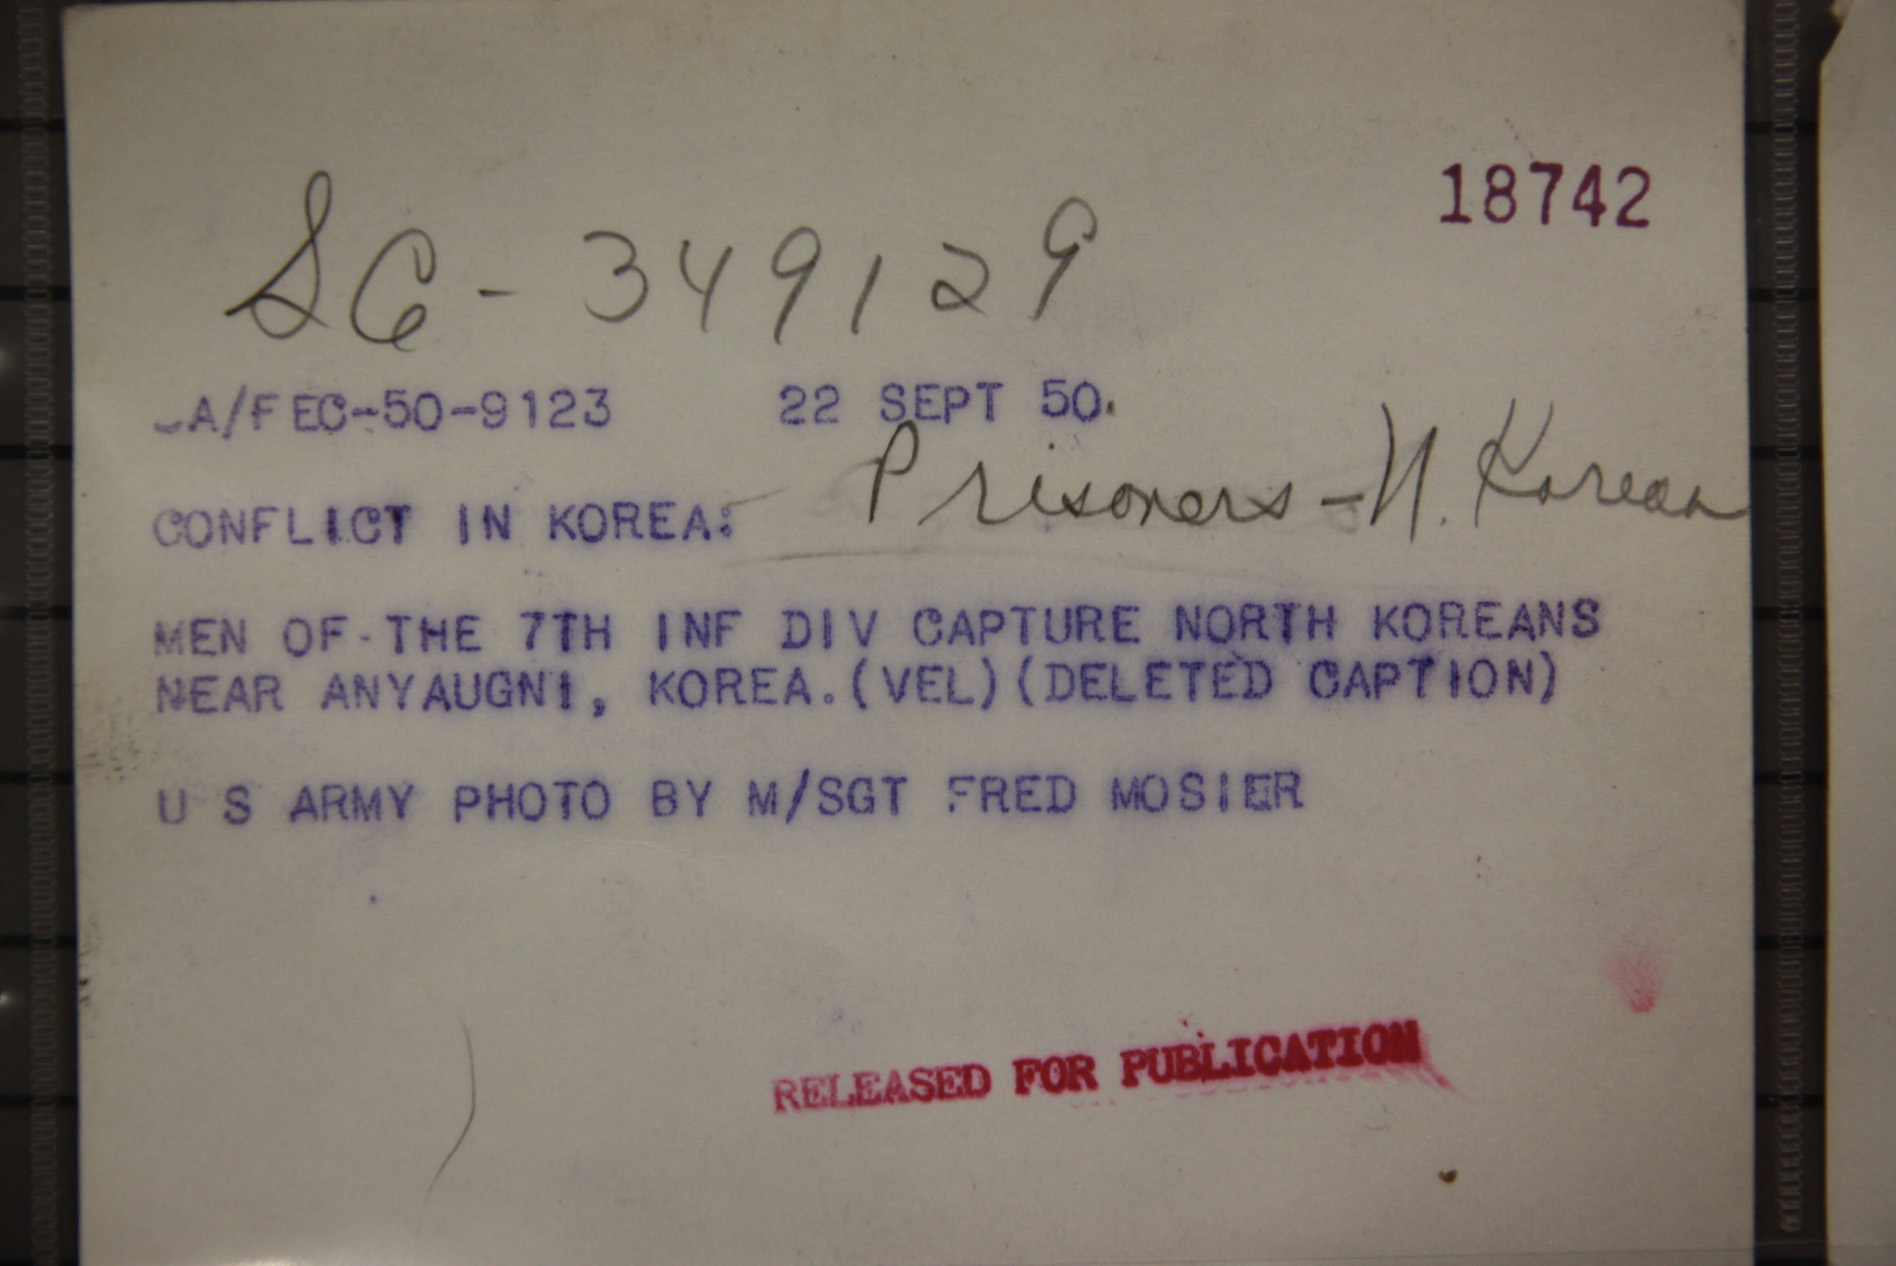 18742
SC-349129
A/FEC-50-9123 22 SEPT 50.
Prisoners - N. Korean
CONFLICT IN KOREA:
MEN OF THE 7TH INF DIV CAPTURE NORTH KOREANS
NEAR ANYAUGNI, KOREA.(VEL)(DELETED CAPTION)
U S ARMY PHOTO BY M/SGT FRED MOSIER
RELEASED FOR PUBLICATION